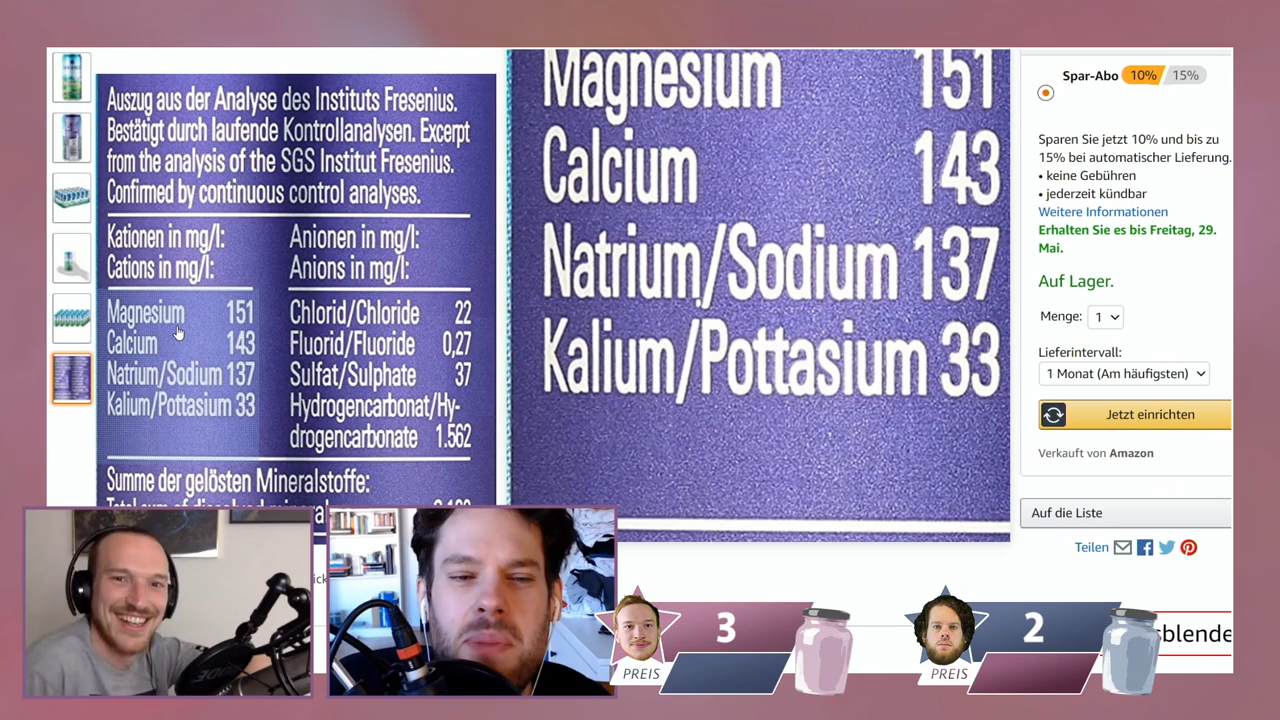 Auszug aus der Analyse des Instituts Fresenius.
Bestätigt durch laufende Kontrollanalysen. Excerpt
from the analysis of the SGS Institut Fresenius.
Confirmed by continuous control analyses.
Kationen in mg/l:
Cations in mg/l:
Magnesium 151
Calcium 143
Natrium/Sodium 137
Kalium/Pottasium 33
Anionen in mg/l:
Anions in mg/l:
Chlorid/Chloride 22
Fluorid/Fluoride 0,27
Sulfat/Sulphate 37
Hydrogencarbonat/Hy-
drogencarbonate 1.562
Summe der gelösten Mineralstoffe:
Magnesium 151
Calcium 143
Natrium/Sodium 137
Kalium/Pottasium 33
Spar-Abo 10% 15%
Sparen Sie jetzt 10% und bis zu
15% bei automatischer Lieferung.
• keine Gebühren
• jederzeit kündbar
Weitere Informationen
Erhalten Sie es bis Freitag, 29.
Mai.
Auf Lager.
Menge: 1
Lieferintervall:
1 Monat (Am häufigsten)
Jetzt einrichten
Verkauft von Amazon
Auf die Liste
Teilen
3
PREIS
2
PREIS